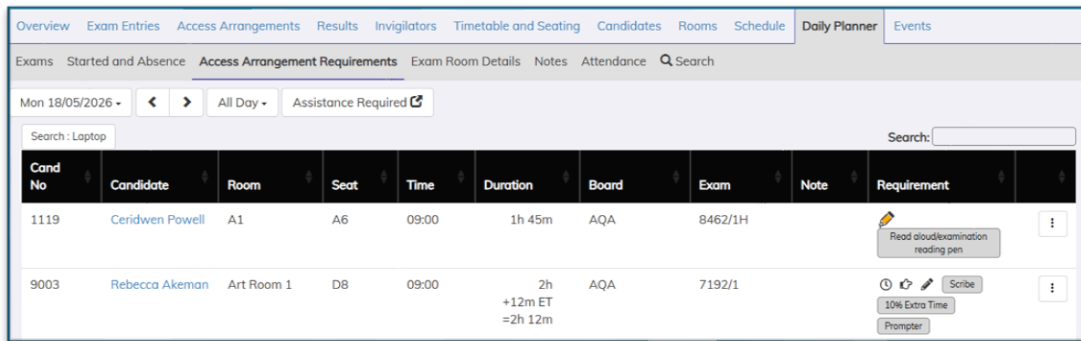 Overview Exam Entries Access Arrangements Results Invigilators Timetable and Seating Candidates Rooms Schedule Daily Planner Events
Exams Started and Absence Access Arrangement Requirements Exam Room Details Notes Attendance Search
Mon 18/05/2026 All Day Assistance Required
Search : Laptop Search:
Cand No Candidate Room Seat Time Duration Board Exam Note Requirement
1119 Ceridwen Powell A1 A6 09:00 1h 45m AQA 8462/1H
Read aloud/examination
reading pen
9003 Rebecca Akeman Art Room 1 D8 09:00 2h AQA 7192/1 Scribe
+12m ET 10% Extra Time
=2h 12m Prompter